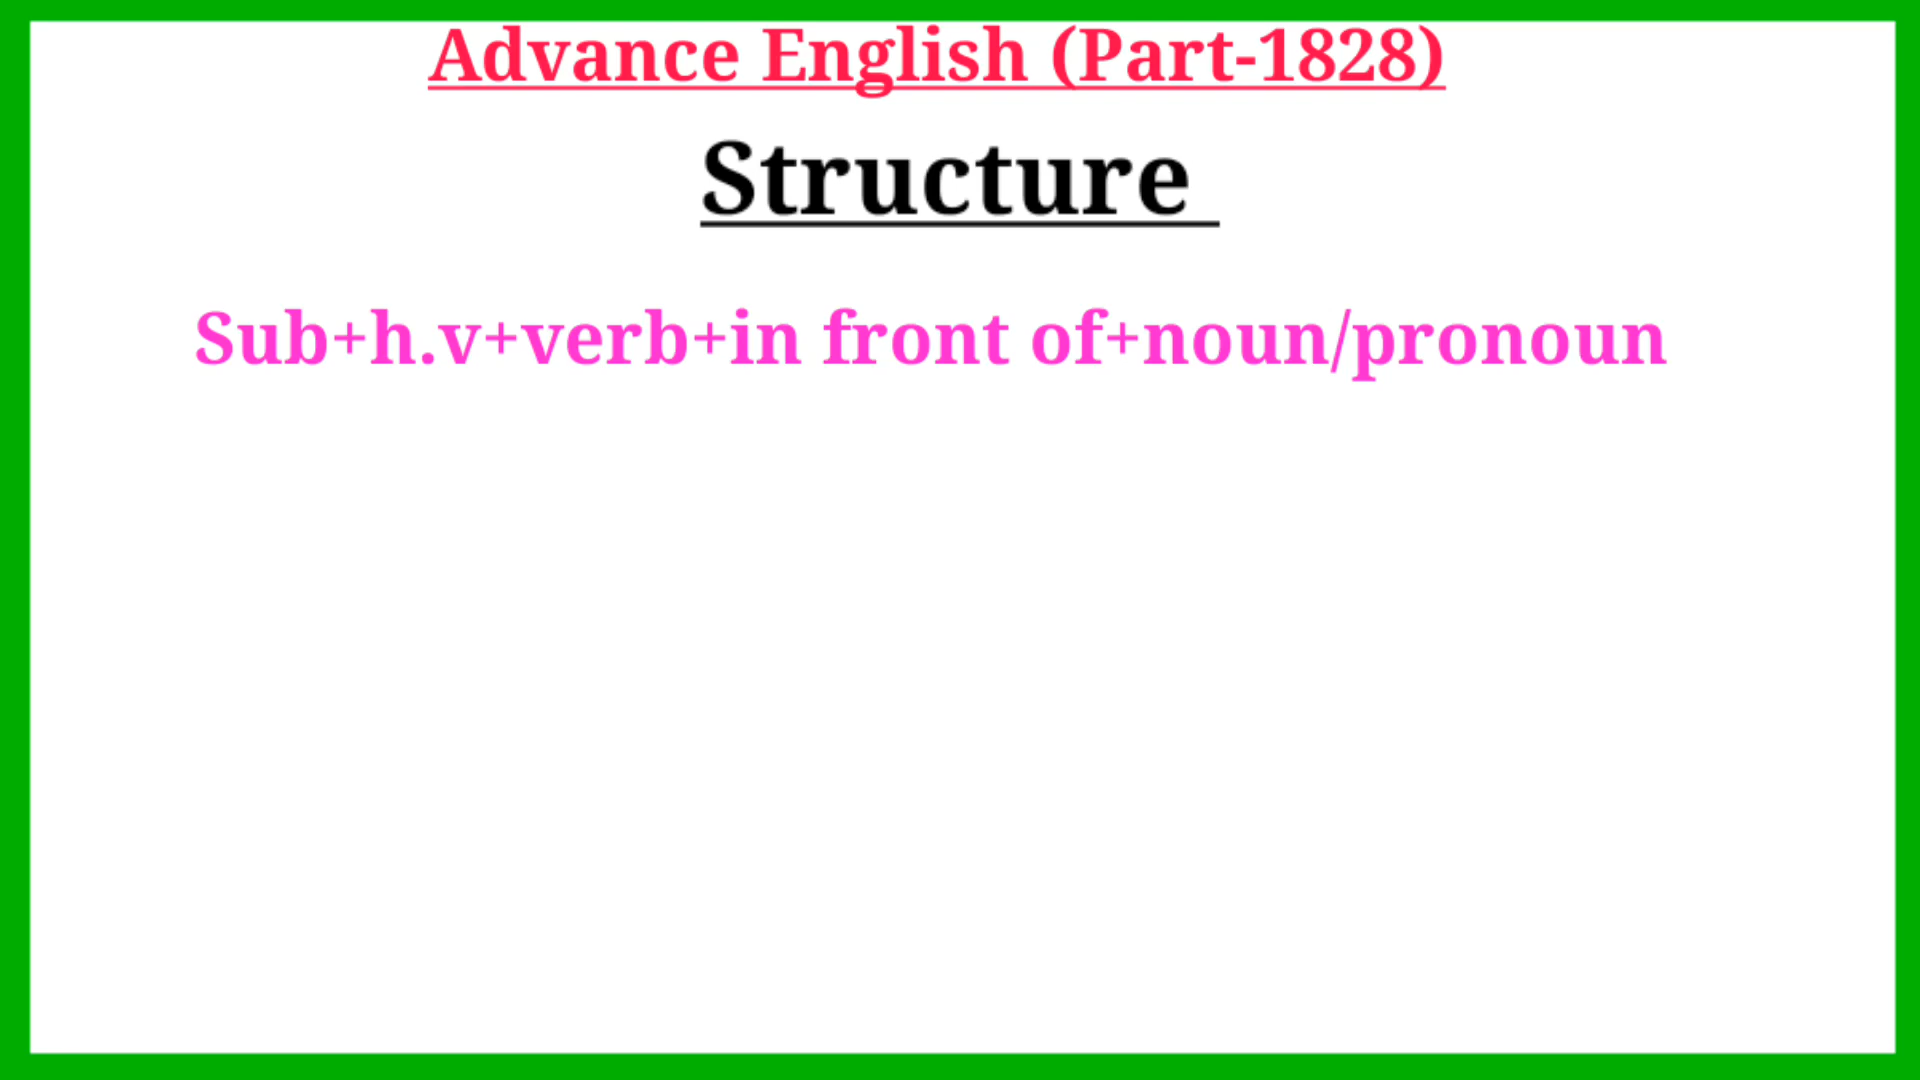 Advance English (Part-1828)
Structure
Sub+h.v+verb+in front of+noun/pronoun